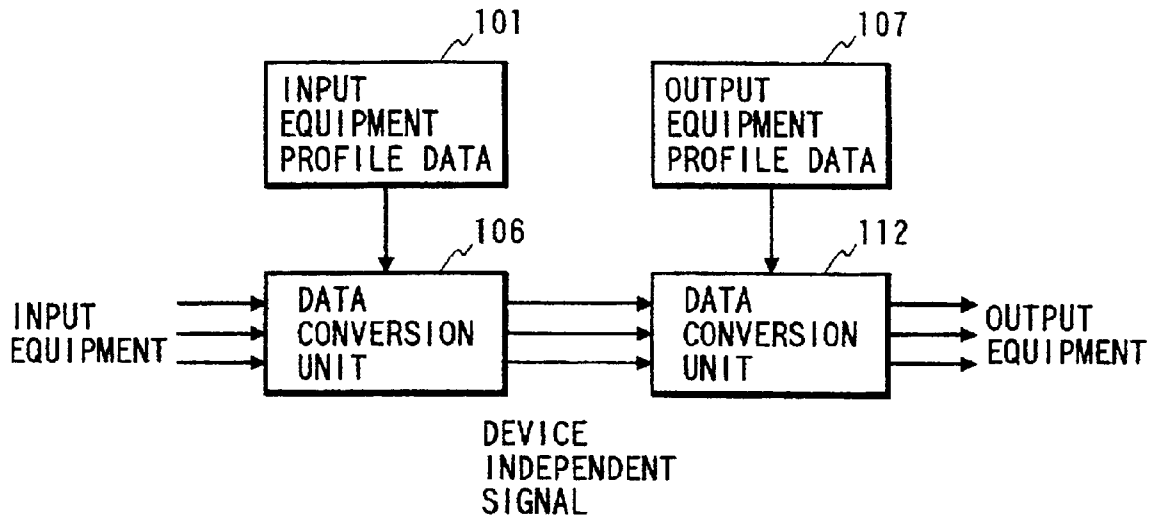 101
INPUT
EQUIPMENT
PROFILE DATA
107
OUTPUT
EQUIPMENT
PROFILE DATA
INPUT
EQUIPMENT
106
DATA
CONVERSION
UNIT
112
DATA
CONVERSION
UNIT
OUTPUT
EQUIPMENT
DEVICE
INDEPENDENT
SIGNAL